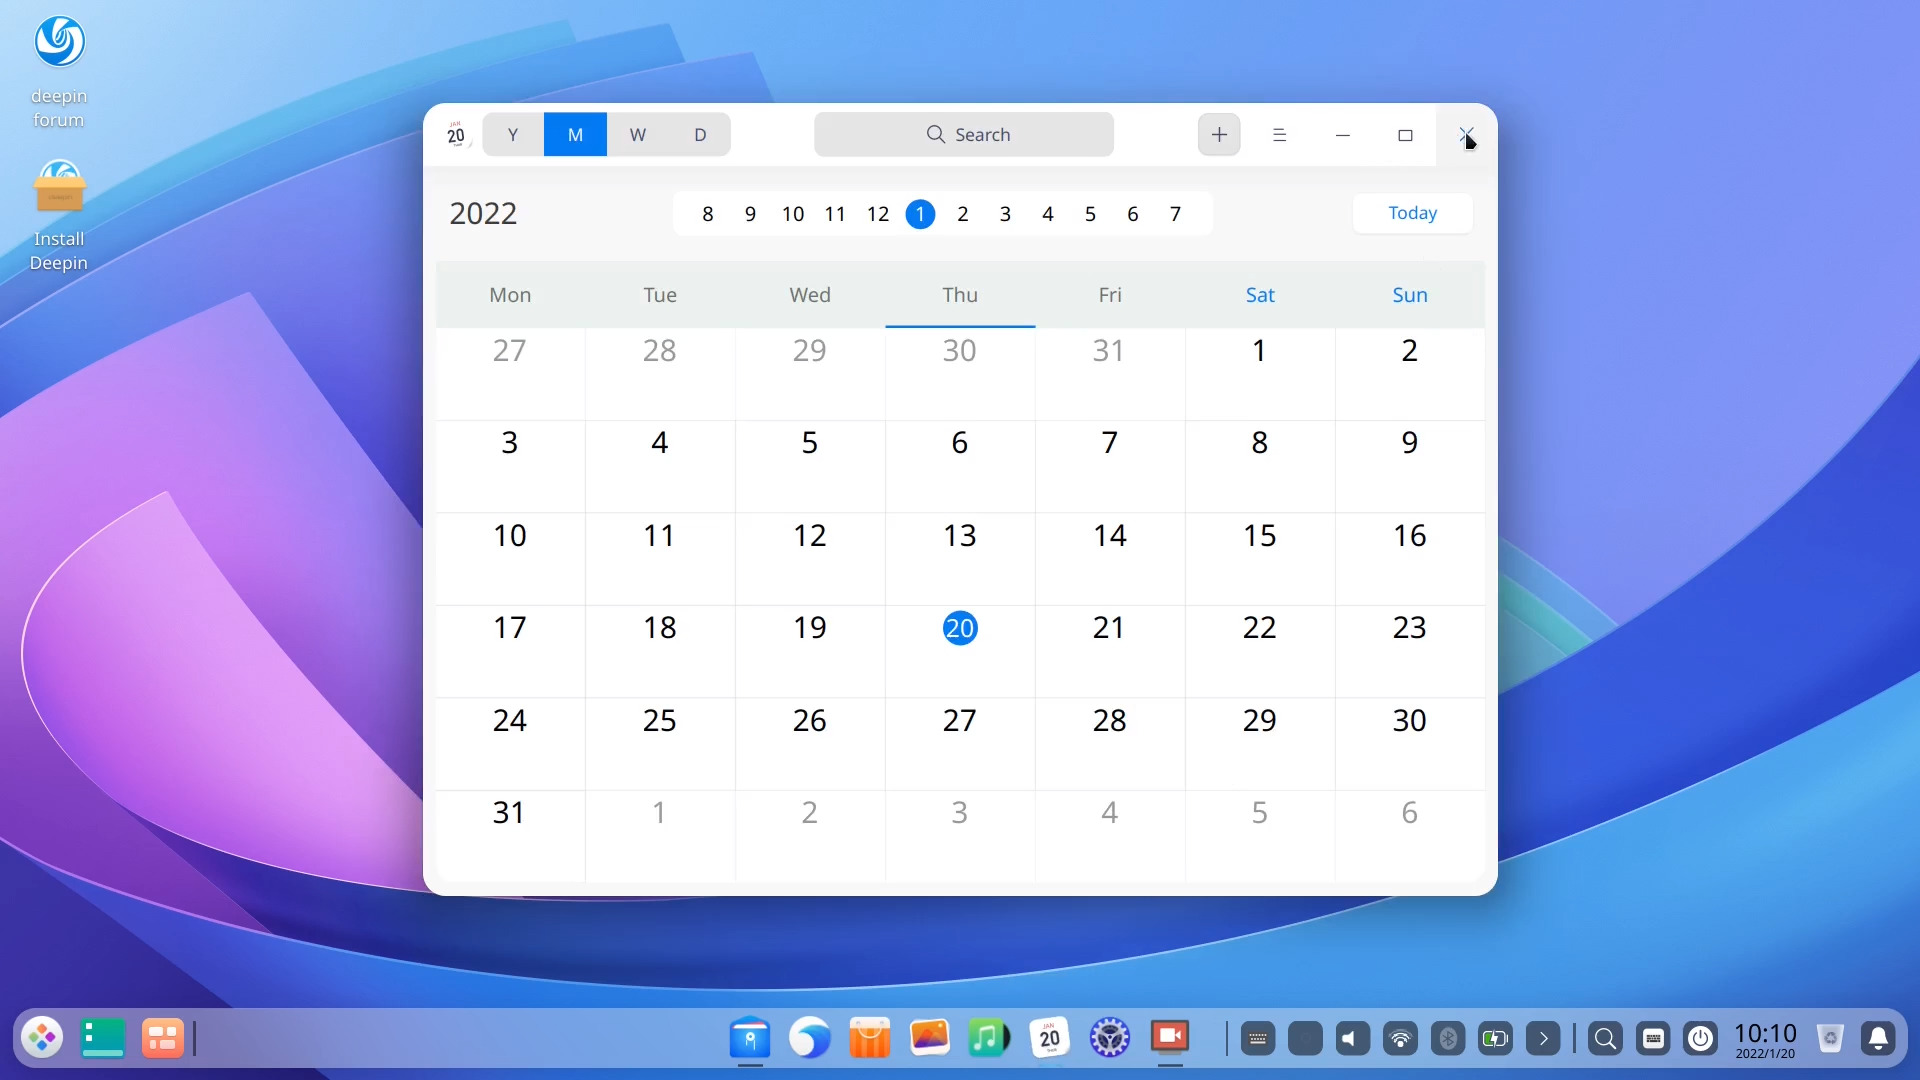 deepin
forum
Install
Deepin
JAN
20
Y M W D
Search
2022
8 9 10 11 12 1 2 3 4 5 6 7
Today
Mon Tue Wed Thu Fri Sat Sun
27 28 29 30 31 1 2
3 4 5 6 7 8 9
10 11 12 13 14 15 16
17 18 19 20 21 22 23
24 25 26 27 28 29 30
31 1 2 3 4 5 6
JAN
20
10:10
2022/1/20